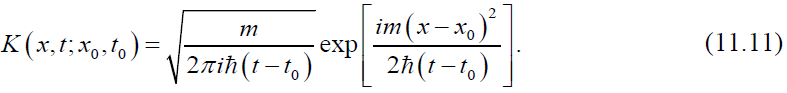 K(x,t;x₀,t₀) = √(m / 2πiħ(t−t₀)) exp[im(x−x₀)² / 2ħ(t−t₀)]. (11.11)